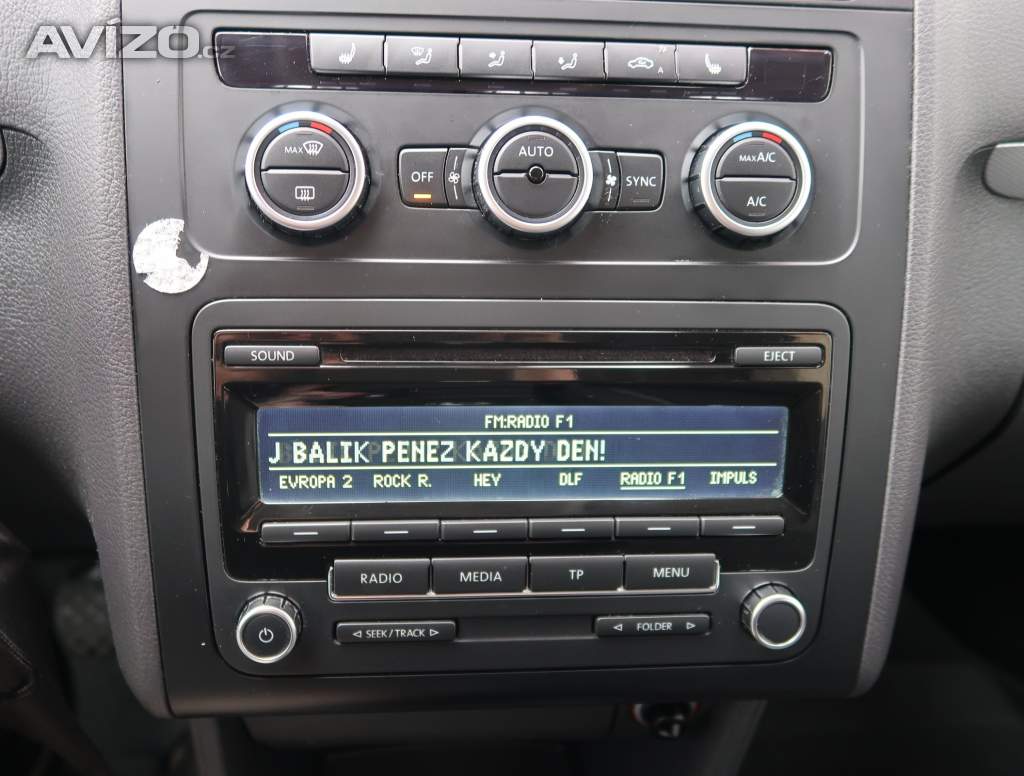 AVÍZO.cz
MAX
OFF
AUTO
SYNC
MAX A/C
A/C
SOUND
EJECT
FM:RADIO F1
J BALIK PENEZ KAZDY DEN!
EVROPA 2 ROCK R. HEY DLF RADIO F1 IMPULS
RADIO MEDIA TP MENU
SEEK/TRACK
FOLDER